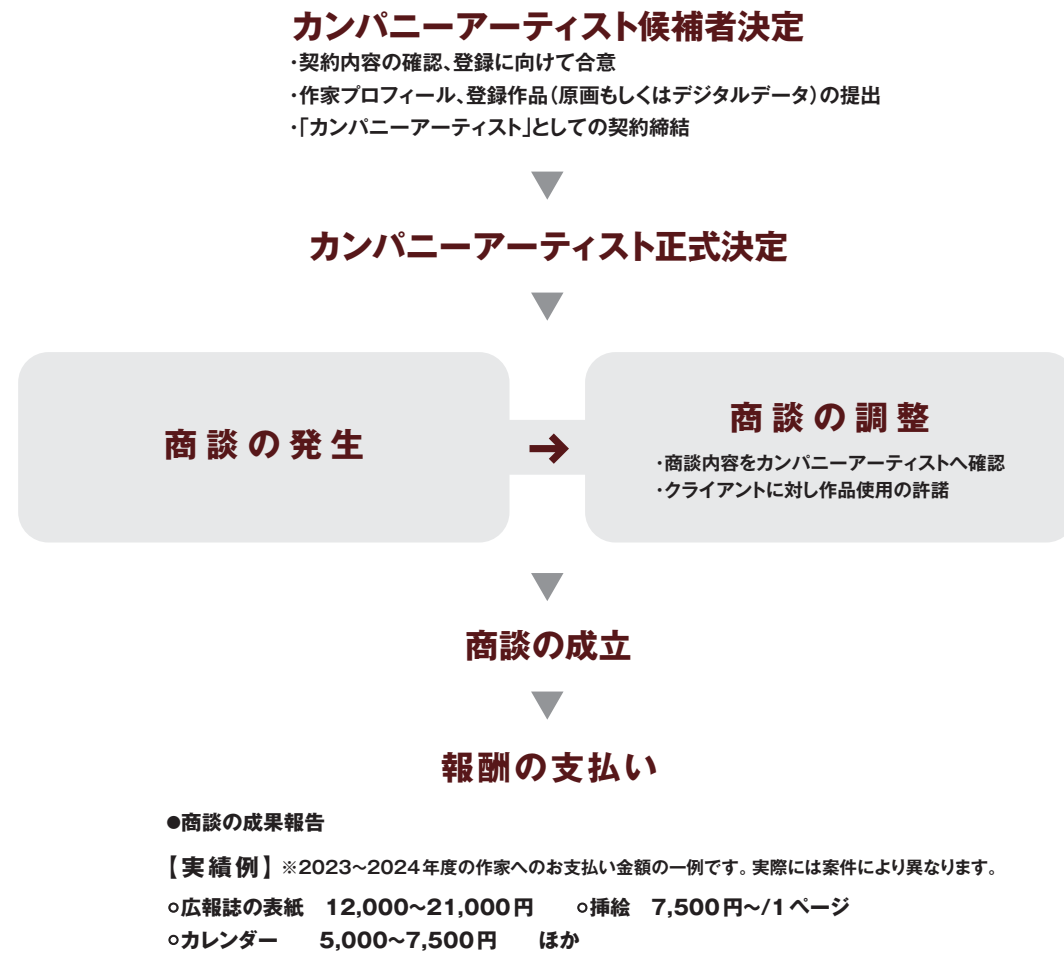 カンパニーアーティスト候補者決定
・契約内容の確認、登録に向けて合意
・作家プロフィール、登録作品(原画もしくはデジタルデータ)の提出
・「カンパニーアーティスト」としての契約締結
▼
カンパニーアーティスト正式決定
▼
商談の発生
➔
商談の調整
・商談内容をカンパニーアーティストへ確認
・クライアントに対し作品使用の許諾
▼
商談の成立
▼
報酬の支払い
●商談の成果報告
【実績例】※2023~2024年度の作家へのお支払い金額の一例です。実際には案件により異なります。
○広報誌の表紙 12,000~21,000円 ○挿絵 7,500円~/1ページ
○カレンダー 5,000~7,500円 ほか